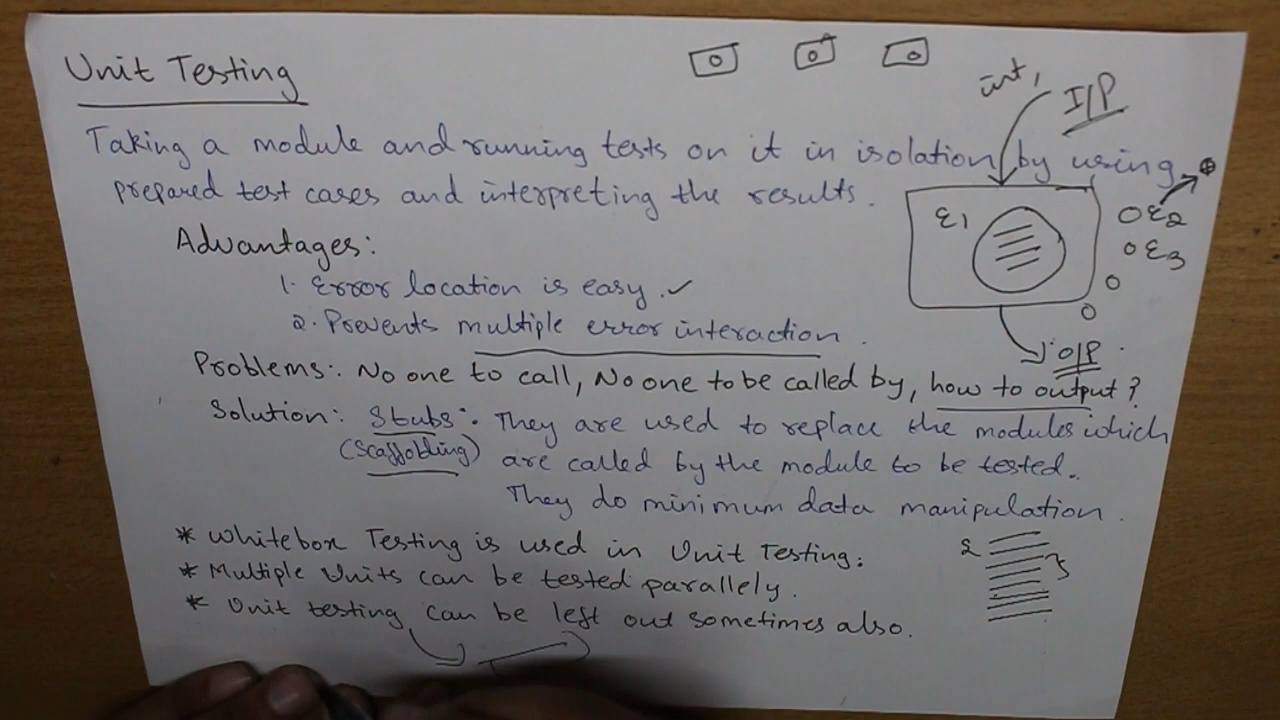 Unit Testing
int,
I/P
Taking a module and running tests on it in isolation by using
prepared test cases and interpreting the results.
ε1
ε2
ε3
Advantages:
1. Error location is easy. ✓
2. Prevents multiple error interaction.
O/P
Problems: No one to call, No one to be called by, how to output?
Solution: Stubs: They are used to replace the modules which
(Scaffolding) are called by the module to be tested.
They do minimum data manipulation.
* Whitebox Testing is used in Unit Testing.
* Multiple Units can be tested parallely.
* Unit testing can be left out sometimes also.